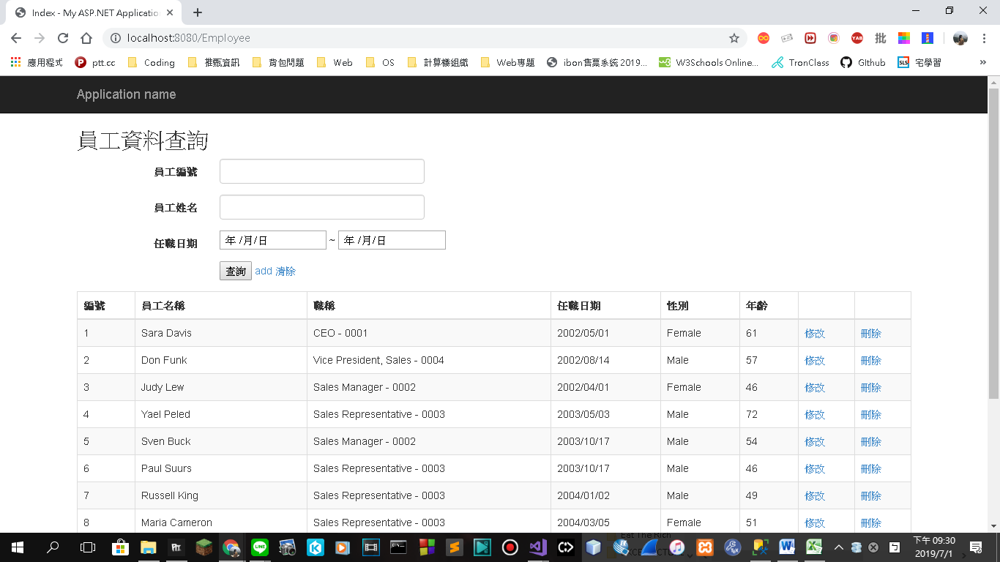 Index - My ASP.NET Application
localhost:8080/Employee
應用程式 ptt.cc Coding 推甄資訊 背包問題 Web OS 計算機組織 Web專題 ibon售票系統 2019... W3Schools Online... TronClass GIthub 宅學習 »
Application name
員工資料查詢
員工編號
員工姓名
任職日期 年 /月/日 ~ 年 /月/日
查詢 add 清除
編號 員工名稱 職稱 任職日期 性別 年齡
1 Sara Davis CEO - 0001 2002/05/01 Female 61 修改 刪除
2 Don Funk Vice President, Sales - 0004 2002/08/14 Male 57 修改 刪除
3 Judy Lew Sales Manager - 0002 2002/04/01 Female 46 修改 刪除
4 Yael Peled Sales Representative - 0003 2003/05/03 Male 72 修改 刪除
5 Sven Buck Sales Manager - 0002 2003/10/17 Male 54 修改 刪除
6 Paul Suurs Sales Representative - 0003 2003/10/17 Male 46 修改 刪除
7 Russell King Sales Representative - 0003 2004/01/02 Male 49 修改 刪除
8 Maria Cameron Sales Representative - 0003 2004/03/05 Female 51 修改 刪除
Eat The Rich
下午 09:30
2019/7/1